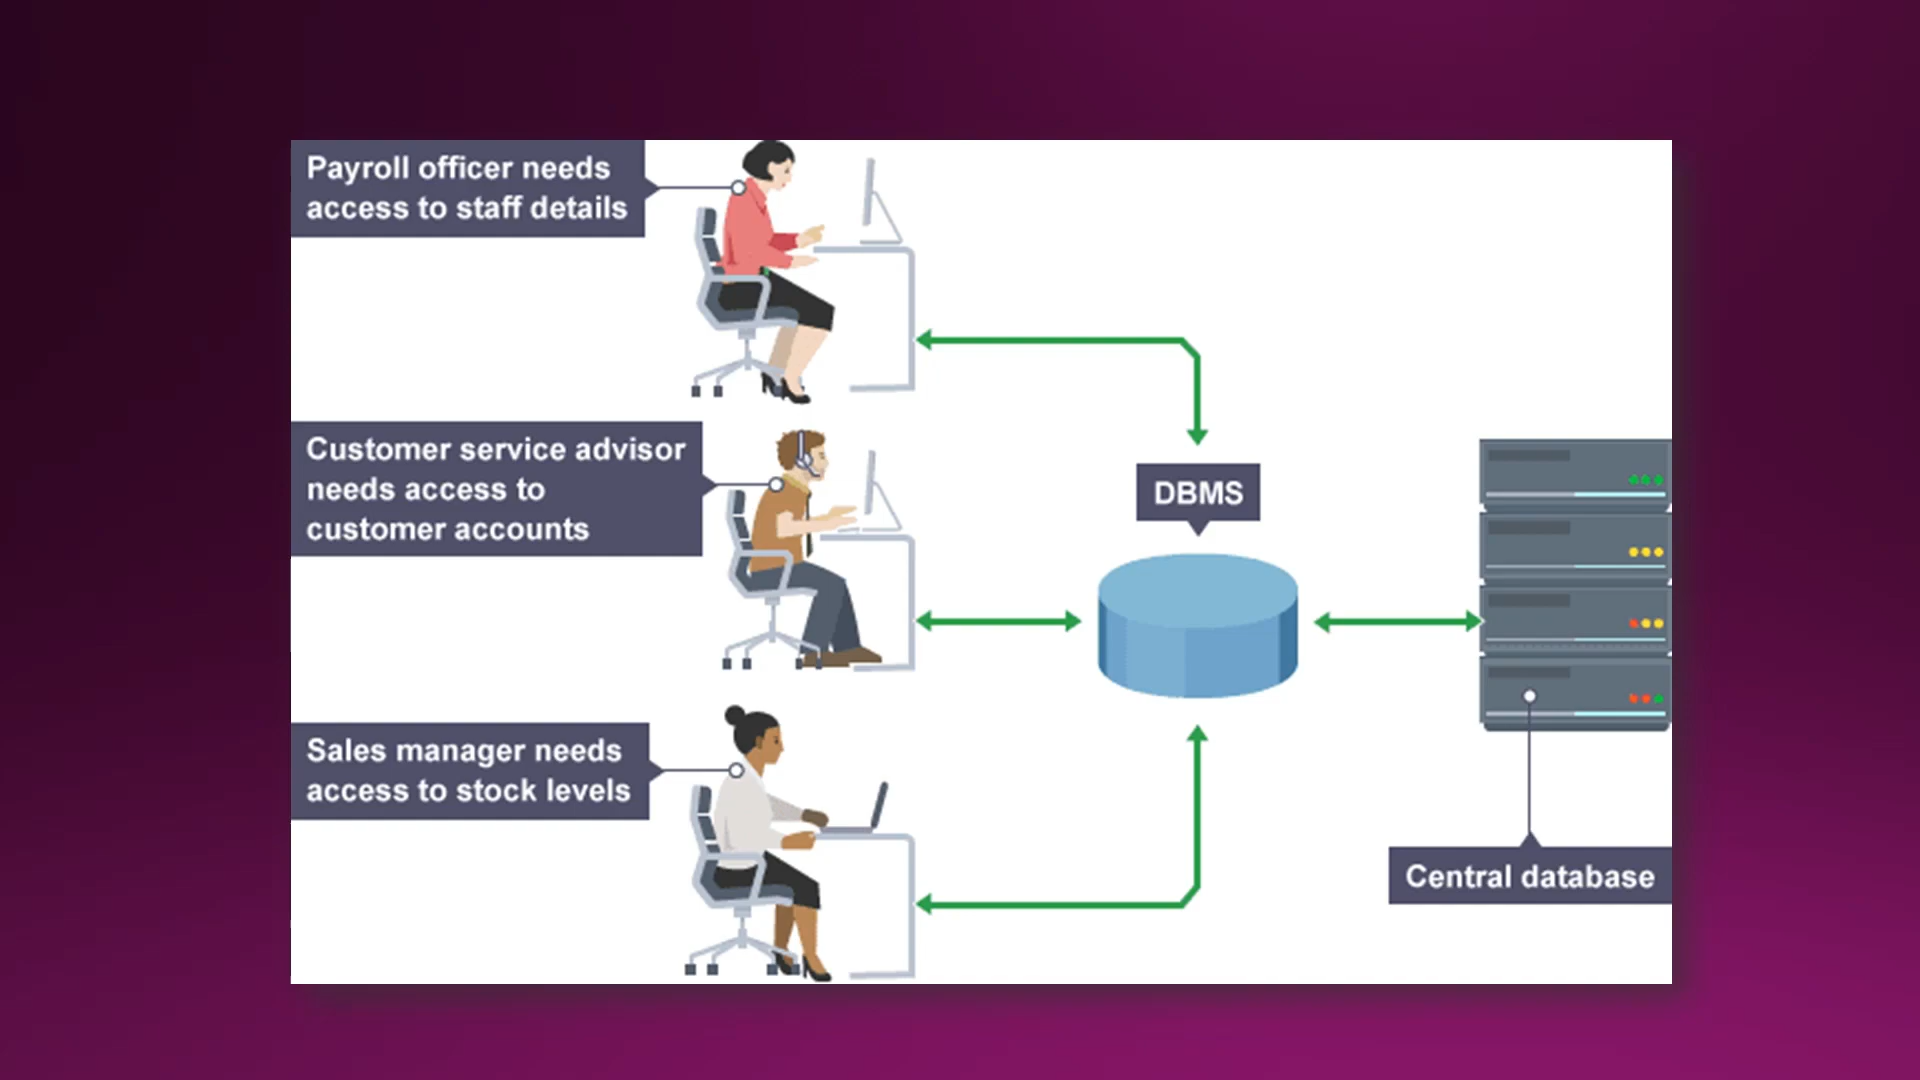 Payroll officer needs
access to staff details
Customer service advisor
needs access to
customer accounts
DBMS
Sales manager needs
access to stock levels
Central database